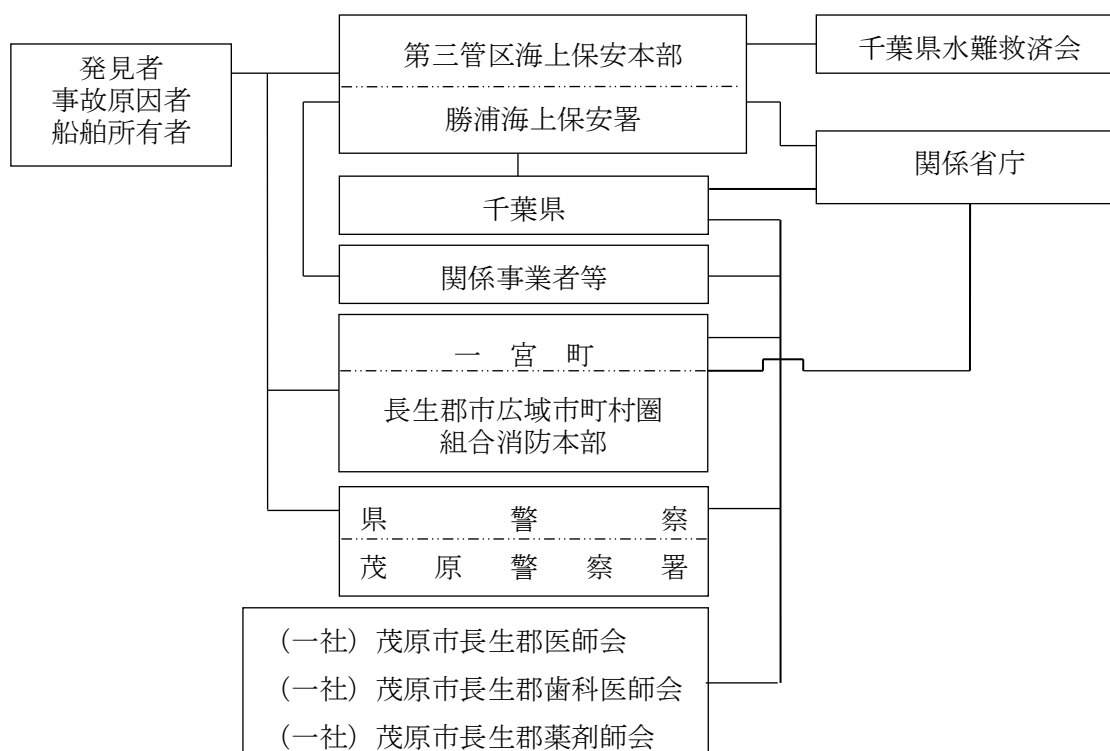 発見者
事故原因者
船舶所有者
第三管区海上保安本部
勝浦海上保安署
千葉県水難救済会
関係省庁
千葉県
関係事業者等
一　宮　町
長生郡市広域市町村圏
組合消防本部
県　警　察
茂　原　警　察　署
（一社）茂原市長生郡医師会
（一社）茂原市長生郡歯科医師会
（一社）茂原市長生郡薬剤師会